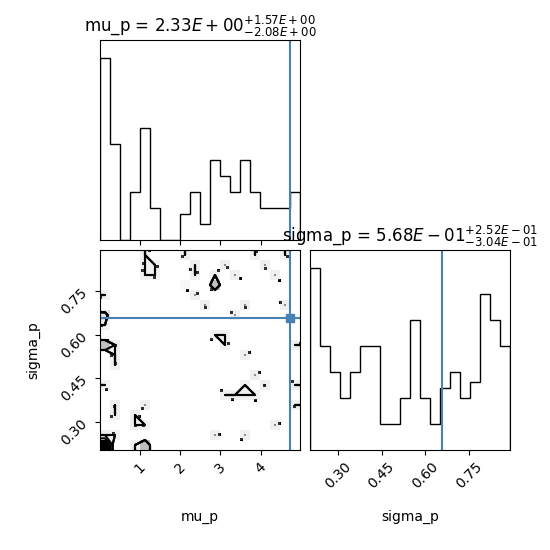 mu_p = 2.33E + 00+1.57E+00 −2.08E+00
sigma_p = 5.68E − 01+2.52E−01 −3.04E−01
0.75
0.60
0.45
0.30
sigma_p
1
2
3
4
mu_p
0.30
0.45
0.60
0.75
sigma_p